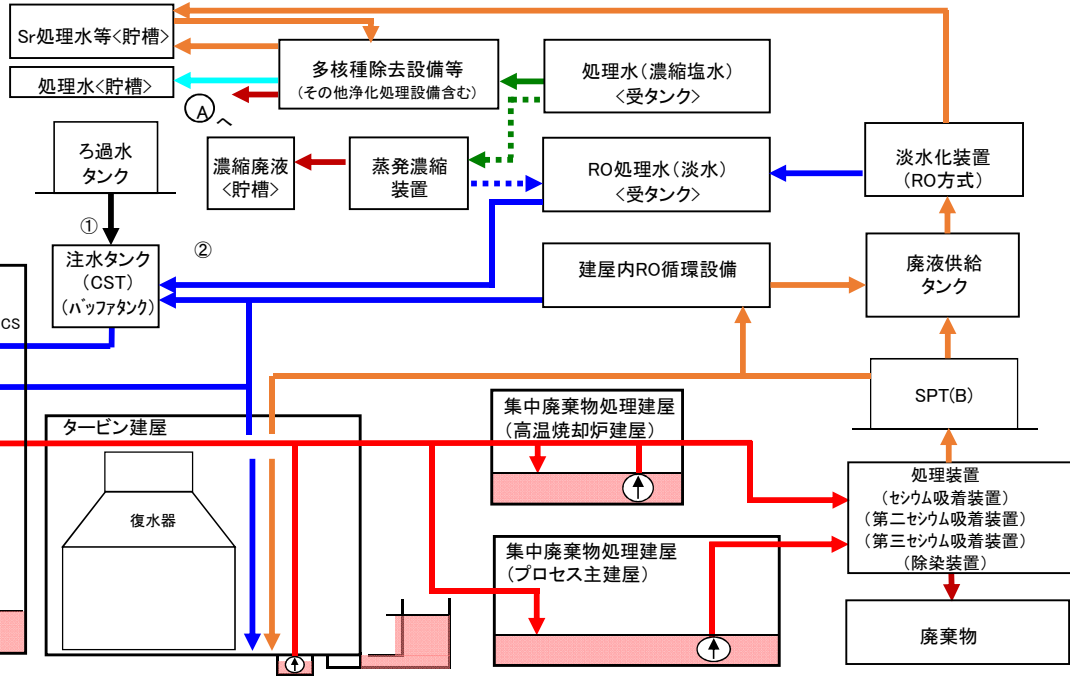 Sr処理水等<貯槽>
処理水<貯槽>
多核種除去設備等
(その他浄化処理設備含む)
処理水(濃縮塩水)
<受タンク>
Aへ
ろ過水
タンク
濃縮廃液
<貯槽>
蒸発濃縮
装置
RO処理水(淡水)
<受タンク>
淡水化装置
(RO方式)
①
②
注水タンク
(CST)
(バッファタンク)
建屋内RO循環設備
廃液供給
タンク
CS
SPT(B)
タービン建屋
復水器
集中廃棄物処理建屋
(高温焼却炉建屋)
集中廃棄物処理建屋
(プロセス主建屋)
処理装置
(セシウム吸着装置)
(第二セシウム吸着装置)
(第三セシウム吸着装置)
(除染装置)
廃棄物